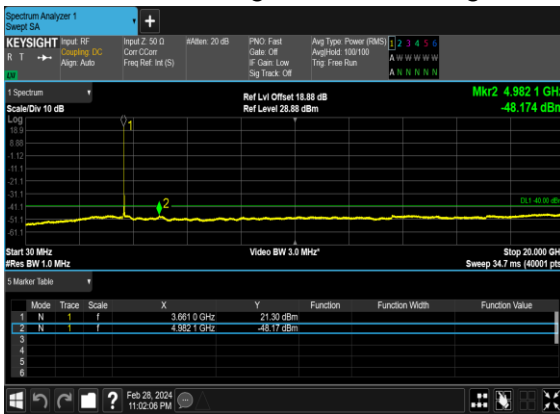 Spectrum Analyzer 1
Swept SA
+
KEYSIGHT
R T
LV
Input: RF
Coupling: DC
Align: Auto
Input Z: 50 Ω
Corr CCorr
Freq Ref: Int (S)
#Atten: 20 dB
PNO: Fast
Gate: Off
IF Gain: Low
Sig Track: Off
Avg Type: Power (RMS)
Avg|Hold: 100/100
Trig: Free Run
1 2 3 4 5 6
A W W W W W
A N N N N N
1 Spectrum
Scale/Div 10 dB
Ref Lvl Offset 18.88 dB
Ref Level 28.88 dBm
Mkr2 4.982 1 GHz
-48.174 dBm
Log
18.9
8.88
-1.12
-11.1
-21.1
-31.1
-41.1
-51.1
-61.1
1
2
DL1 -40.00 dBm
Start 30 MHz
#Res BW 1.0 MHz
Video BW 3.0 MHz*
Stop 20.000 GHz
Sweep 34.7 ms (40001 pts)
5 Marker Table
Mode Trace Scale X Y Function Function Width Function Value
1 N 1 f 3.661 0 GHz 21.30 dBm
2 N 1 f 4.982 1 GHz -48.17 dBm
3
4
5
6
?
Feb 28, 2024
11:02:06 PM